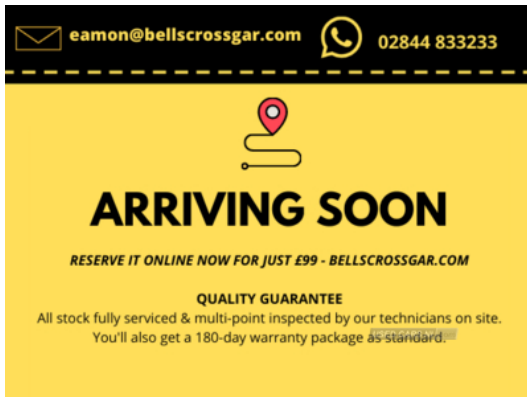 eamon@bellscrossgar.com
02844 833233
ARRIVING SOON
RESERVE IT ONLINE NOW FOR JUST £99 - BELLSCROSSGAR.COM
QUALITY GUARANTEE
All stock fully serviced & multi-point inspected by our technicians on site.
You'll also get a 180-day warranty package as standard.